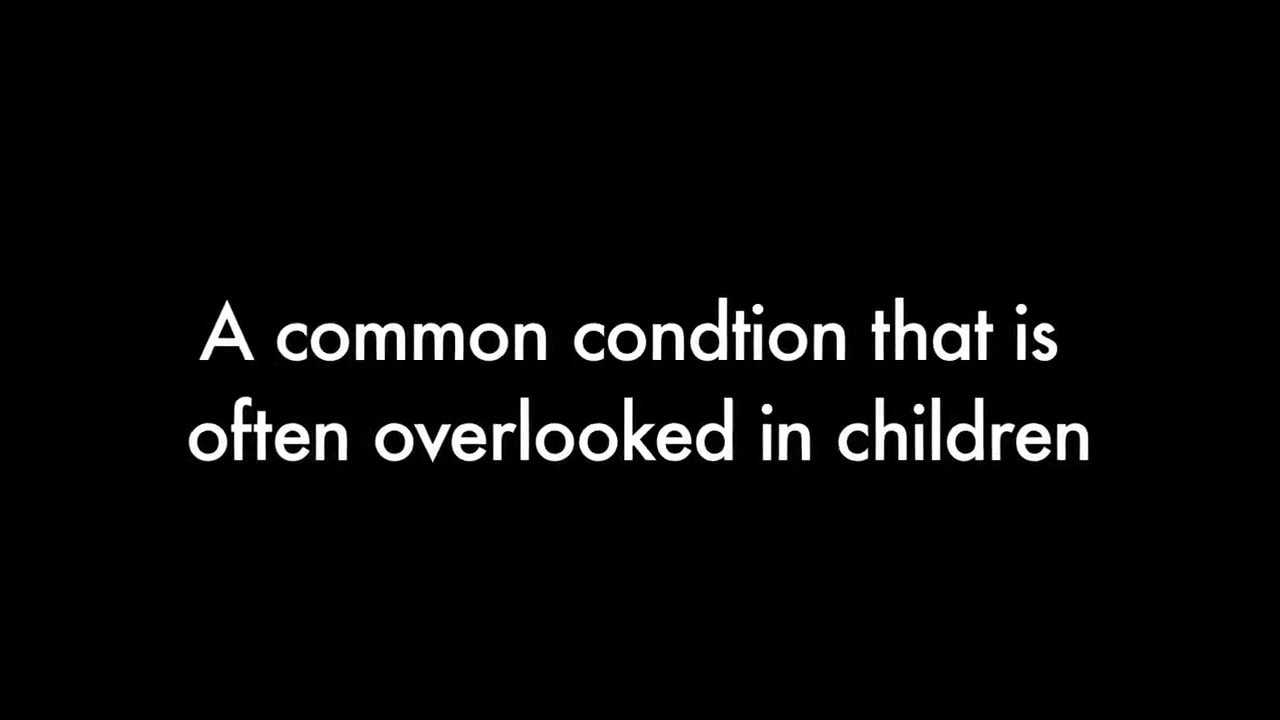 A common condtion that is
often overlooked in children